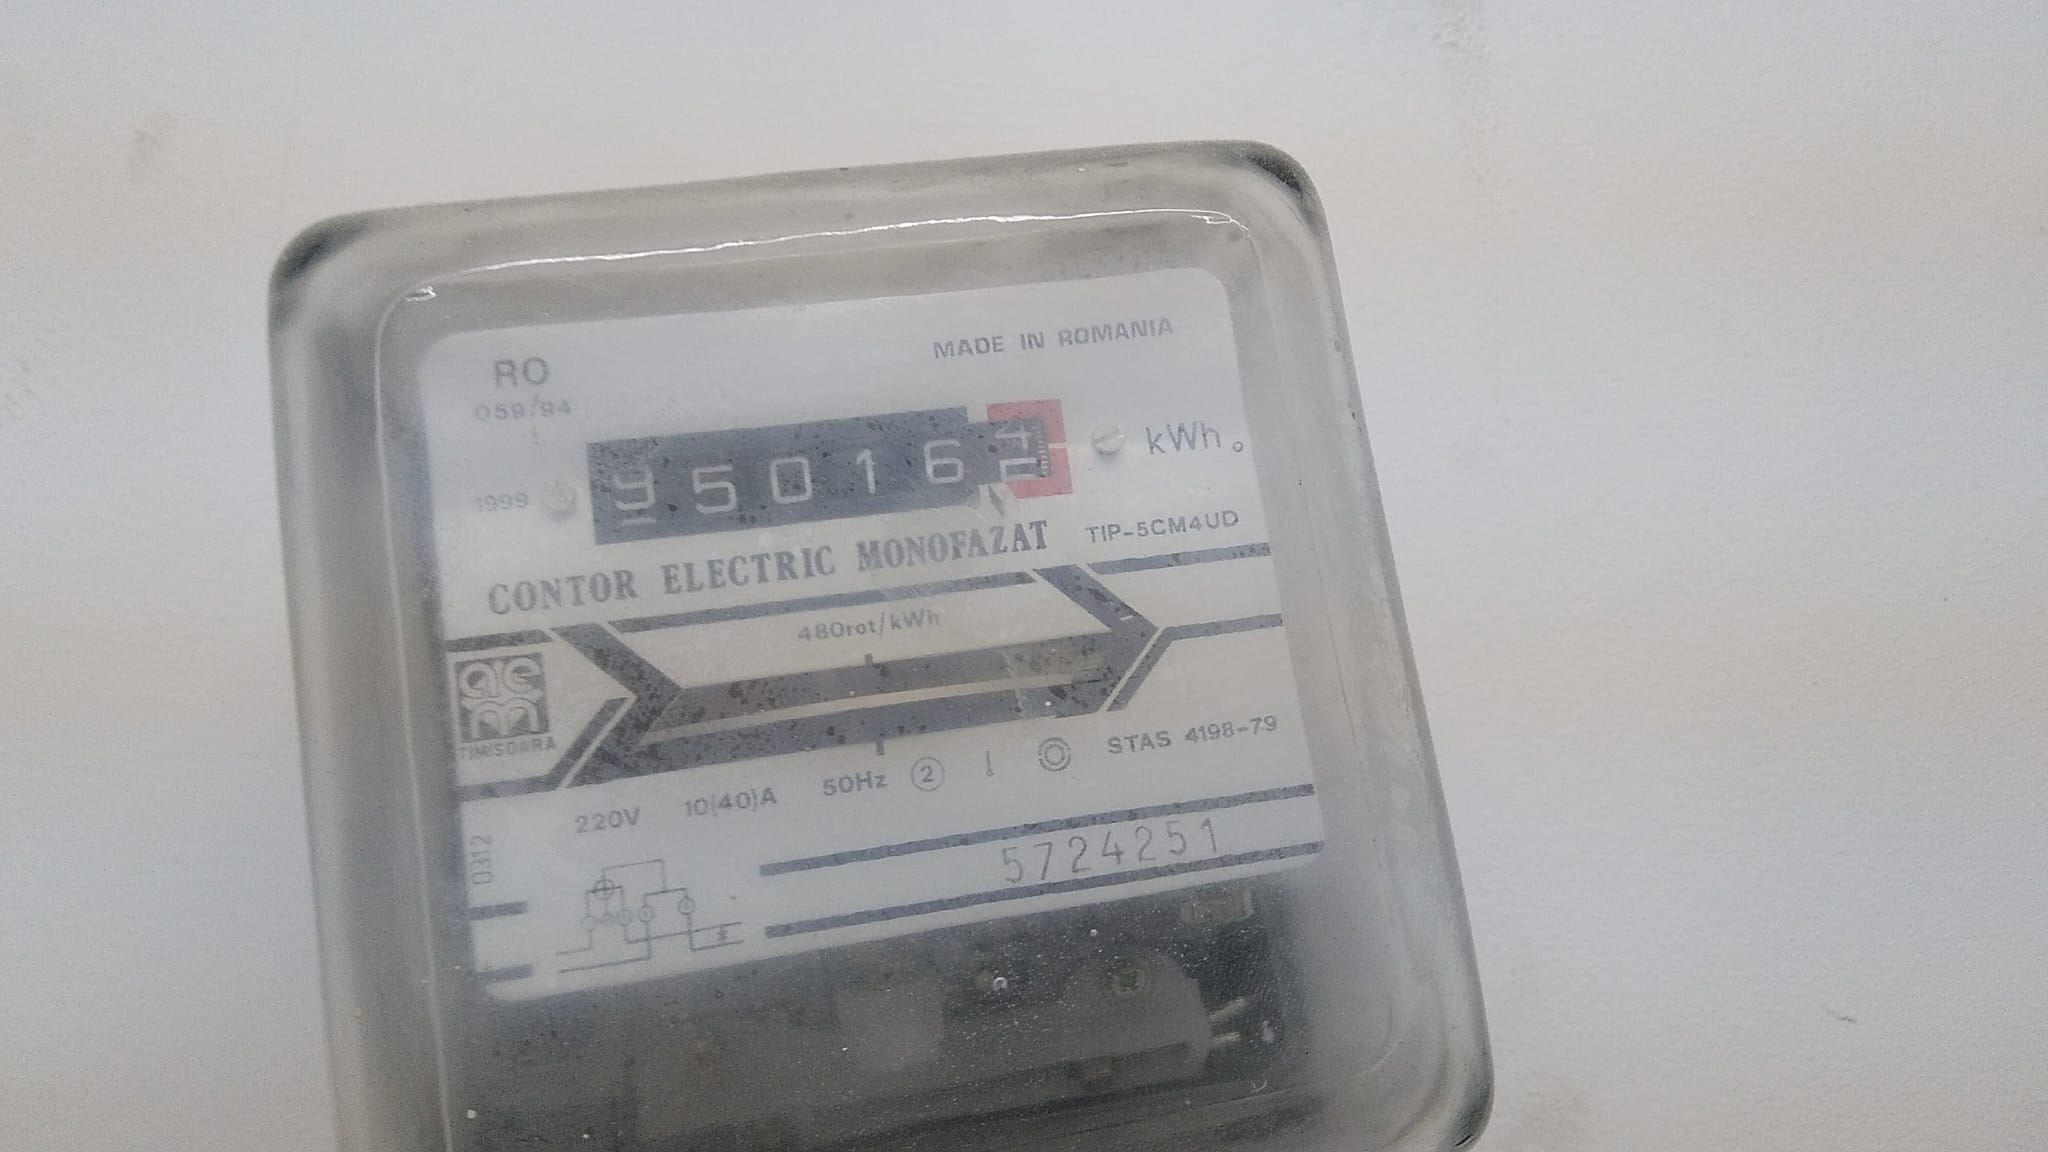 RO
MADE IN ROMANIA
059/94
1999
95016
kWh
CONTOR ELECTRIC MONOFAZAT TIP-5CM4UD
480rot/kWh
aem
TIMISOARA
220V 10(40)A 50Hz 2 STAS 4198-79
0312
5724251